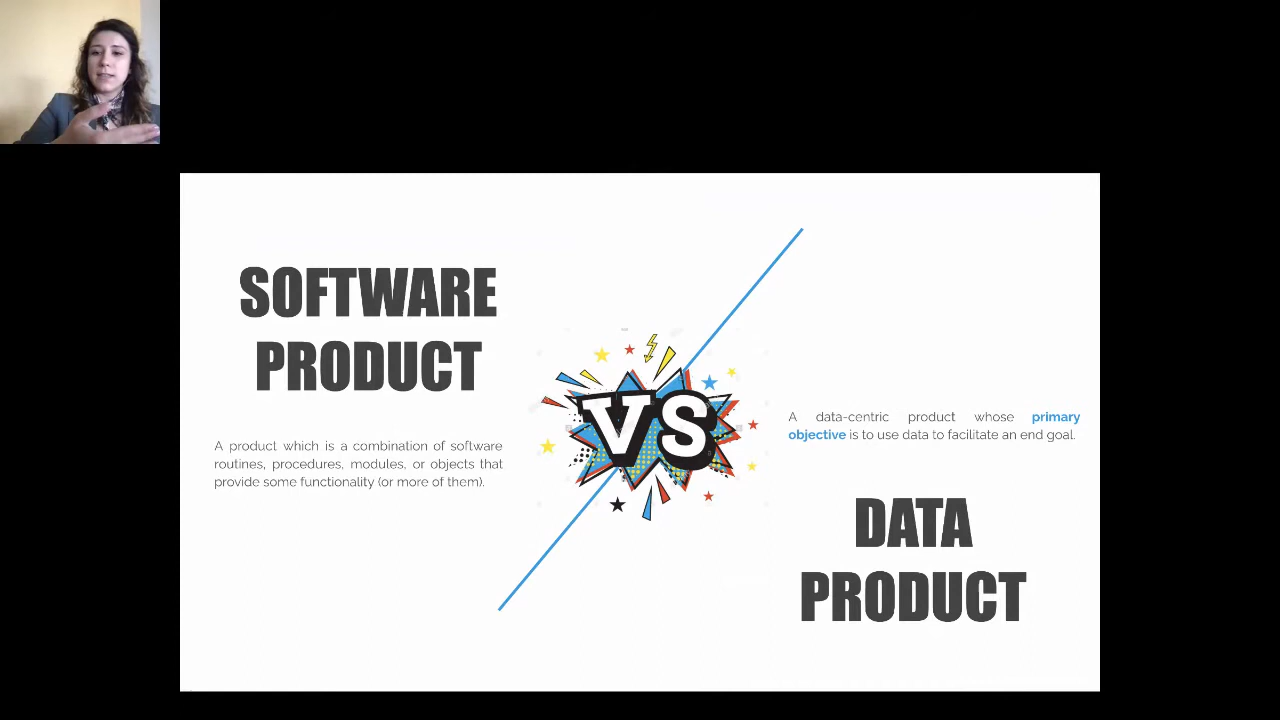 SOFTWARE
PRODUCT
A product which is a combination of software
routines, procedures, modules, or objects that
provide some functionality (or more of them).
VS
A data-centric product whose primary
objective is to use data to facilitate an end goal.
DATA
PRODUCT